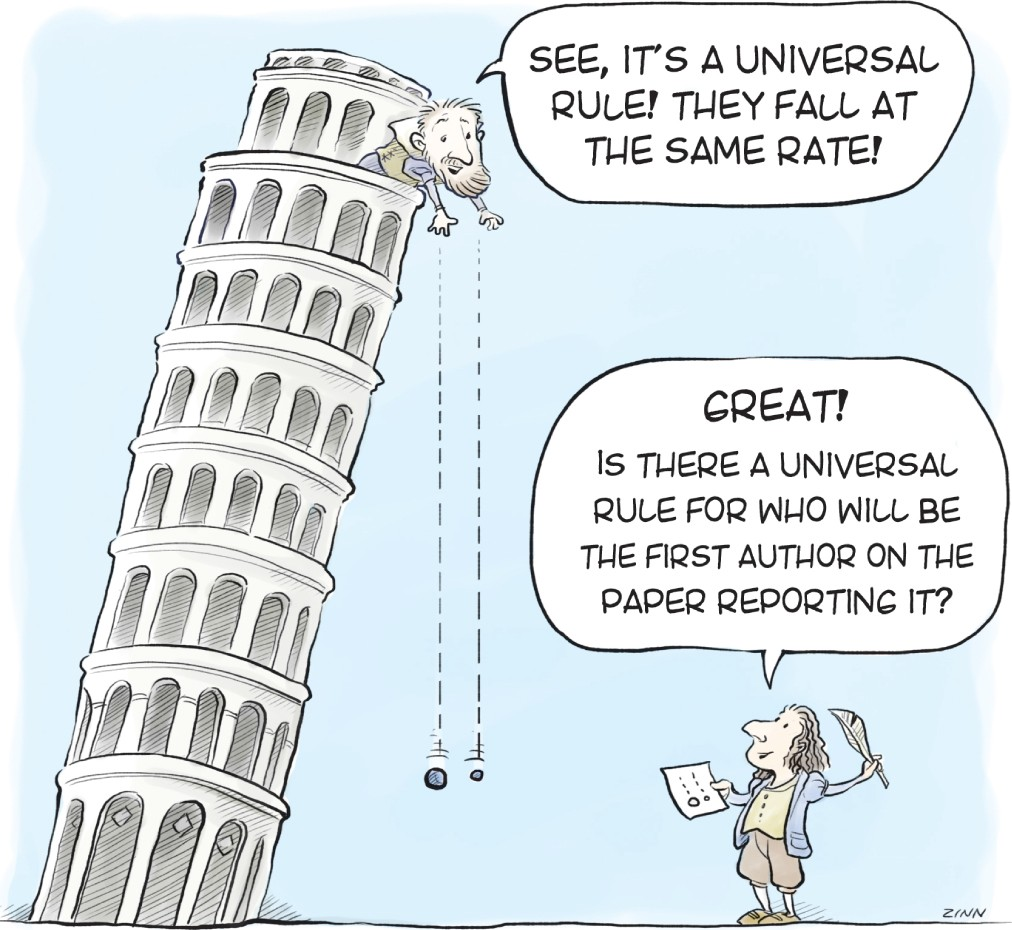 SEE, IT'S A UNIVERSAL
RULE! THEY FALL AT
THE SAME RATE!
GREAT!
IS THERE A UNIVERSAL
RULE FOR WHO WILL BE
THE FIRST AUTHOR ON THE
PAPER REPORTING IT?
ZINN